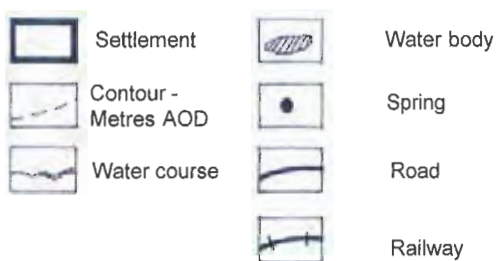 Settlement
Contour -
Metres AOD
Water course
Water body
Spring
Road
Railway